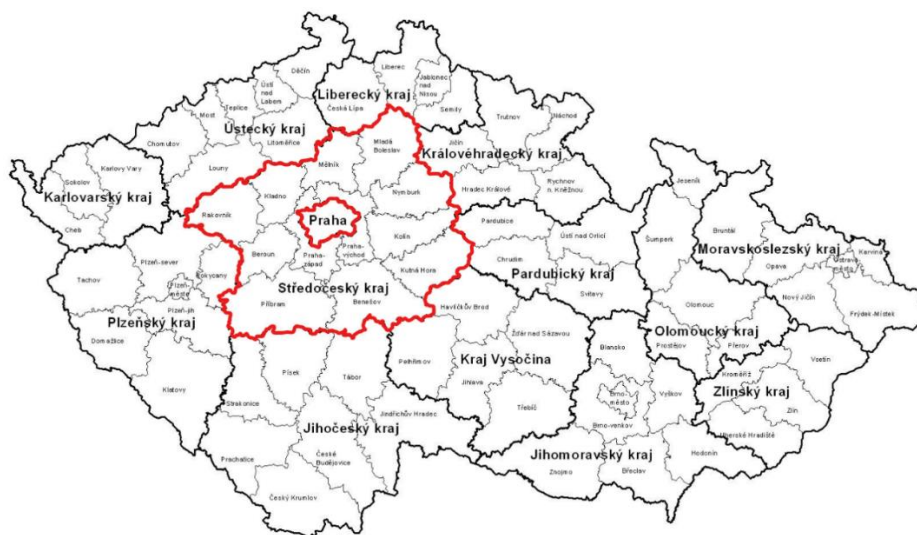 Děčín
Liberec
Jablonec
nad
Nisou
Ústí
nad
Labem
Liberecký kraj
Česká Lípa
Semily
Trutnov
Náchod
Teplice
Most
Ústecký kraj
Litoměřice
Chomutov
Louny
Mělník
Mladá
Boleslav
Jičín
Královéhradecký kraj
Hradec Králové
Rychnov
n. Kněžnou
Karlovy Vary
Sokolov
Karlovarský kraj
Cheb
Rakovník
Kladno
Praha
Nymburk
Kolín
Beroun
Praha-
západ
Praha-
východ
Kutná Hora
Středočeský kraj
Příbram
Benešov
Pardubice
Ústí nad Orlicí
Chrudim
Pardubický kraj
Svitavy
Jeseník
Šumperk
Bruntál
Moravskoslezský kraj
Opava
Karviná
Ostrava-
město
Nový Jičín
Frýdek-Místek
Tachov
Plzeň-sever
Rokycany
Plzeň-
město
Plzeň-jih
Plzeňský kraj
Domažlice
Klatovy
Havlíčkův Brod
Žďár nad Sázavou
Pelhřimov
Kraj Vysočina
Jihlava
Třebíč
Olomouc
Olomoucký kraj
Prostějov
Přerov
Blansko
Brno-
město
Vyškov
Brno-venkov
Kroměříž
Vsetín
Zlínský kraj
Zlín
Uherské Hradiště
Písek
Tábor
Strakonice
Jindřichův Hradec
Jihočeský kraj
Prachatice
České
Budějovice
Český Krumlov
Jihomoravský kraj
Znojmo
Břeclav
Hodonín